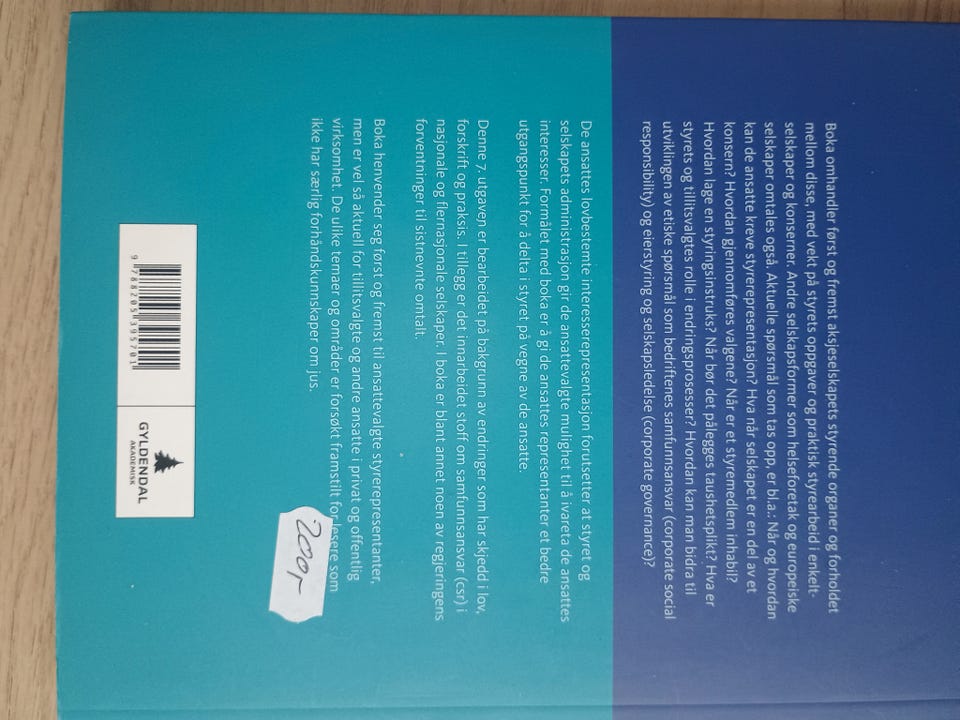 Boka omhandler først og fremst aksjeselskapets styrende organer og forholdet
mellom disse, med vekt på styrets oppgaver og praktisk styrearbeid i enkelt-
selskaper og konserner. Andre selskapsformer som helseforetak og europeiske
selskaper omtales også. Aktuelle spørsmål som tas opp, er bl.a.: Når og hvordan
kan de ansatte kreve styrerepresentasjon? Hva når selskapet er en del av et
konsern? Hvordan gjennomføres valgene? Når er et styremedlem inhabil?
Hvordan lage en styringsinstruks? Når bør det pålegges taushetsplikt? Hva er
styrets og tillitsvalgtes rolle i endringsprosesser? Hvordan kan man bidra til
utviklingen av etiske spørsmål som bedriftenes samfunnsansvar (corporate social
responsibility) og eierstyring og selskapsledelse (corporate governance)?
De ansattes lovbestemte interesserepresentasjon forutsetter at styret og
selskapets administrasjon gir de ansattevalgte mulighet til å ivareta de ansattes
interesser. Formålet med boka er å gi de ansattes representanter et bedre
utgangspunkt for å delta i styret på vegne av de ansatte.
Denne 7. utgaven er bearbeidet på bakgrunn av endringer som har skjedd i lov,
forskrift og praksis. I tillegg er det innarbeidet stoff om samfunnsansvar (csr) i
nasjonale og flernasjonale selskaper. I boka er blant annet noen av regjeringens
forventninger til sistnevnte omtalt.
Boka henvender seg først og fremst til ansattevalgte styrerepresentanter,
men er vel så aktuell for tillitsvalgte og andre ansatte i privat og offentlig
virksomhet. De ulike temaer og områder er forsøkt framstilt for lesere som
ikke har særlig forhåndskunnskaper om jus.
200,-
9 788205 395701
GYLDENDAL
AKADEMISK